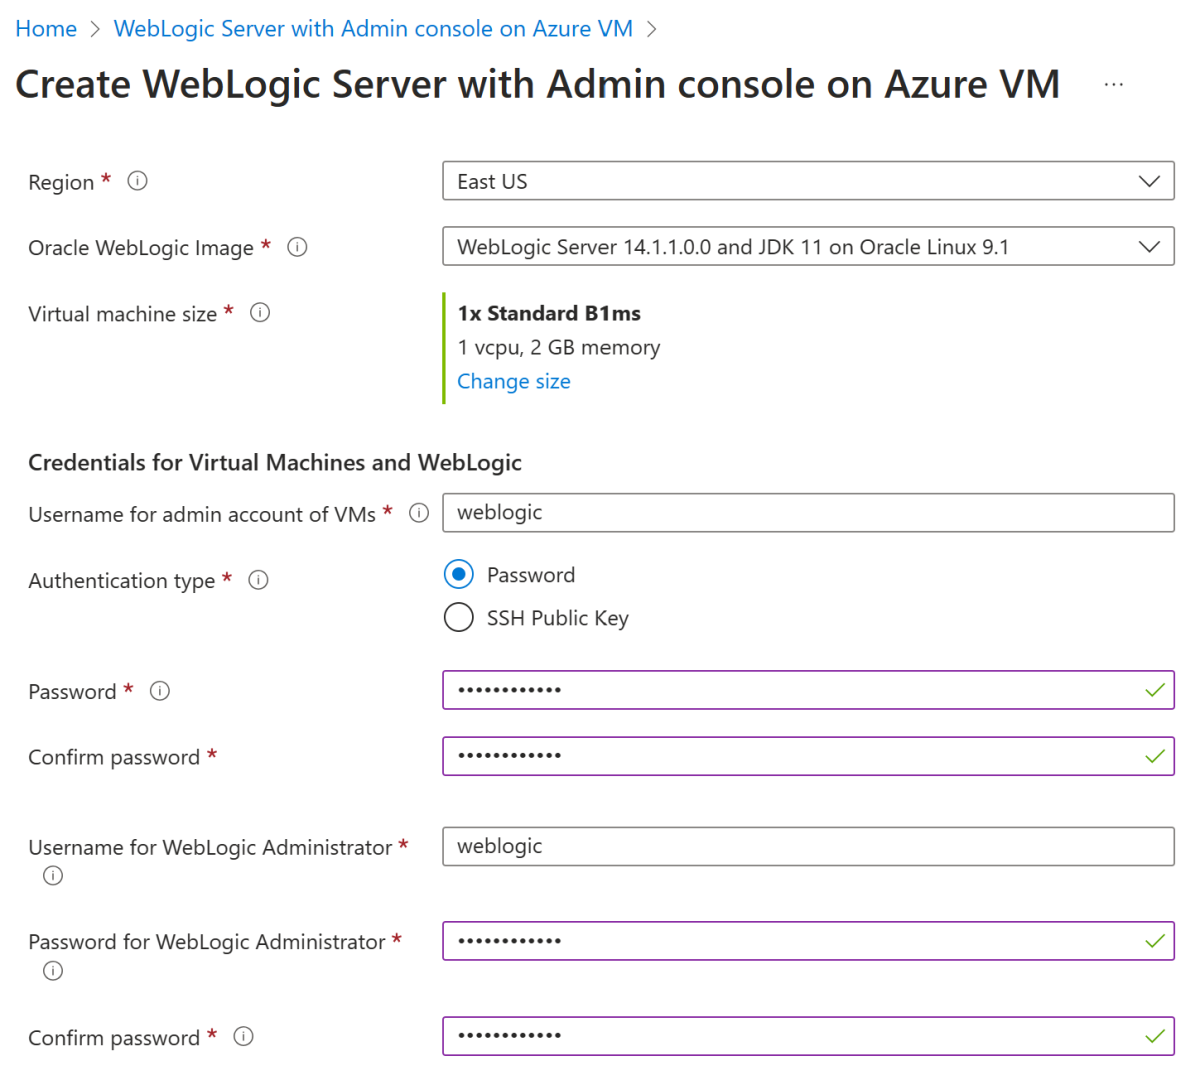 Home > WebLogic Server with Admin console on Azure VM >
Create WebLogic Server with Admin console on Azure VM ...
Region * East US
Oracle WebLogic Image * WebLogic Server 14.1.1.0.0 and JDK 11 on Oracle Linux 9.1
Virtual machine size * 1x Standard B1ms
1 vcpu, 2 GB memory
Change size
Credentials for Virtual Machines and WebLogic
Username for admin account of VMs * weblogic
Authentication type * Password
SSH Public Key
Password * ••••••••••••
Confirm password * ••••••••••••
Username for WebLogic Administrator * weblogic
Password for WebLogic Administrator * ••••••••••••
Confirm password * ••••••••••••